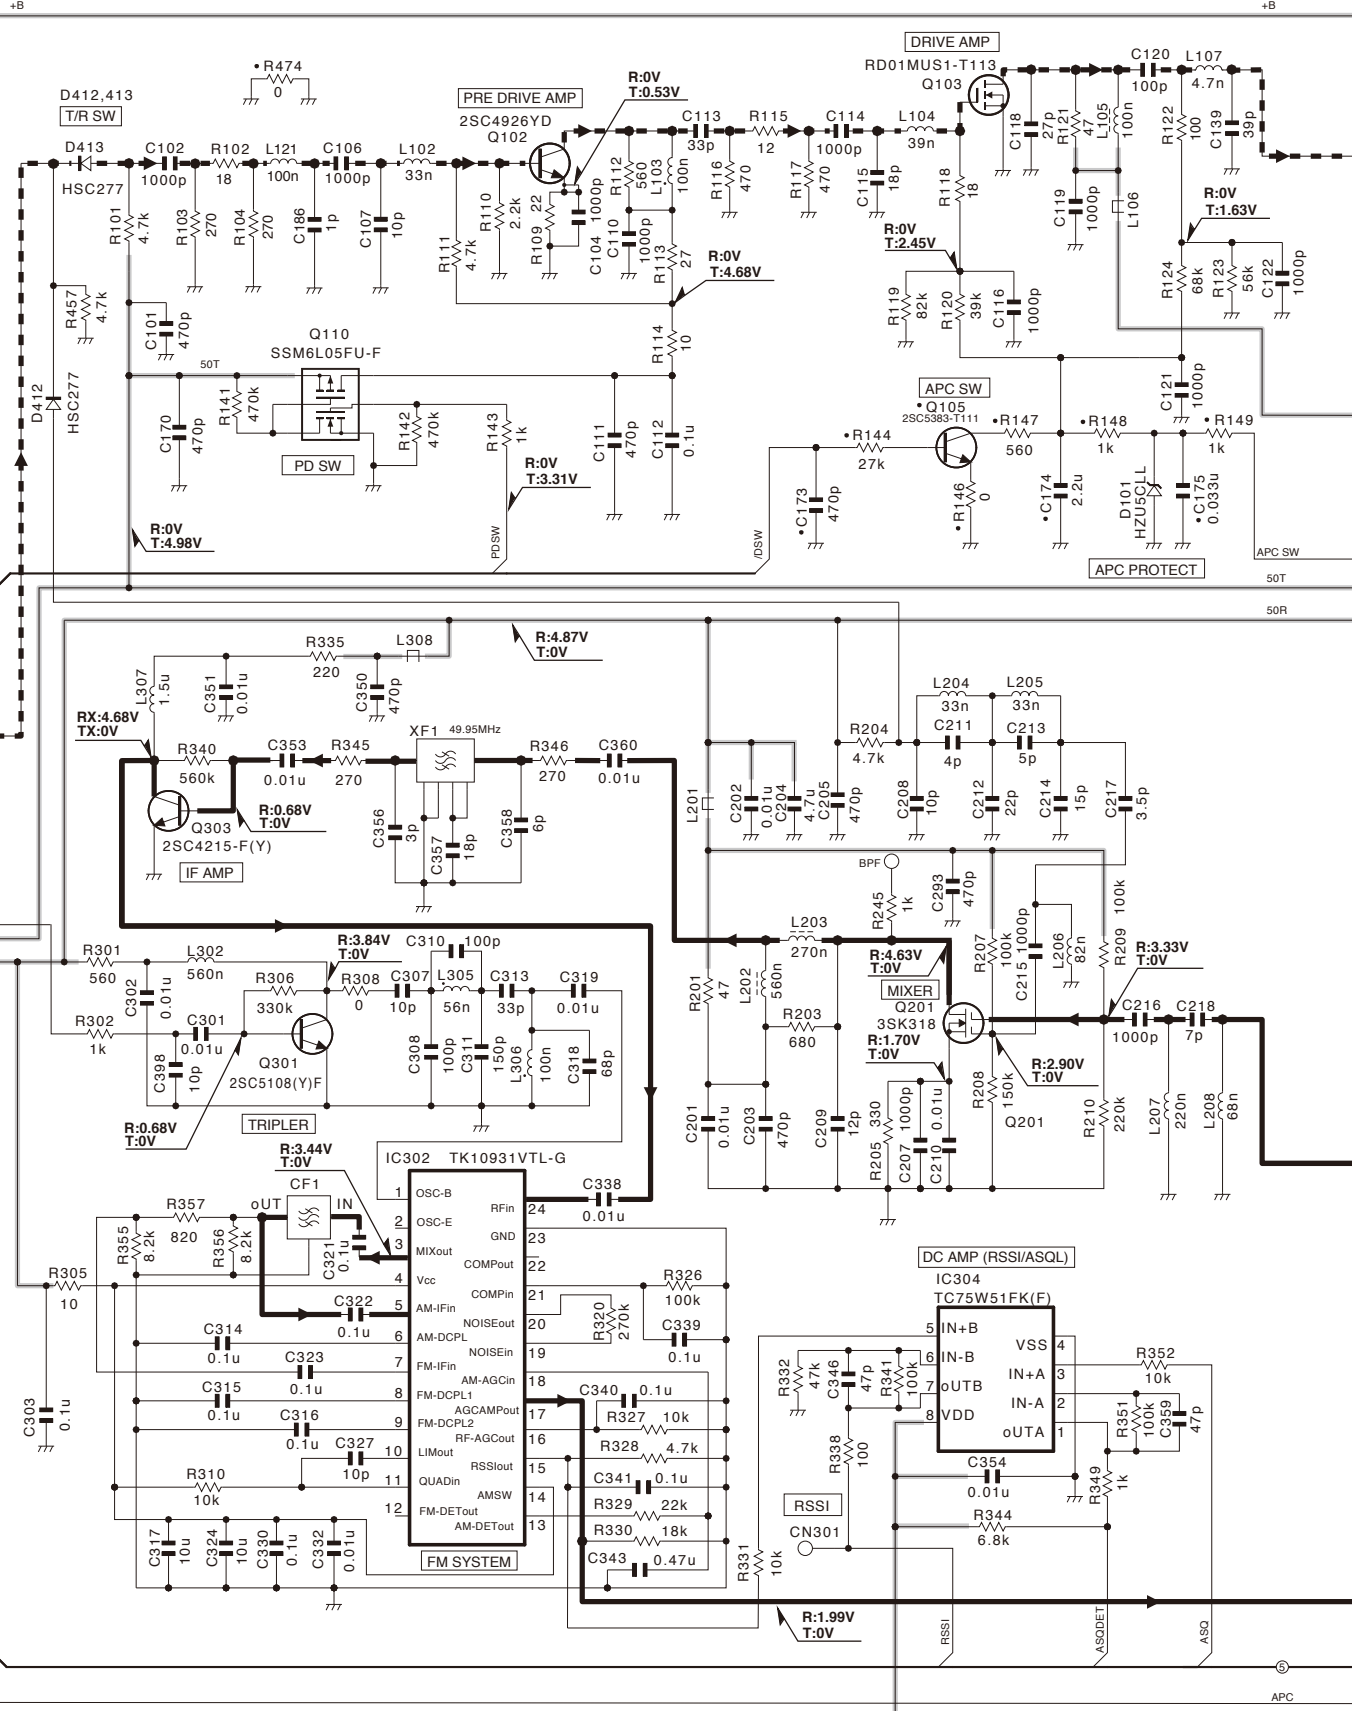 +B
+B
DRIVE AMP
RD01MUS1-T113
Q103
C120
100p
L107
4.7n
•R474
0
D412,413
T/R SW
PRE DRIVE AMP
2SC4926YD
Q102
R:0V
T:0.53V
D413
HSC277
C102
1000p
R102
18
L121
100n
C106
1000p
L102
33n
C113
33p
R115
12
C114
1000p
L104
39n
C118
27p
R121
47
L105
100n
R122
100
C139
39p
R101
4.7k
R103
270
R104
270
C186
1p
C107
10p
R111
4.7k
R110
2.2k
R109
22
C104
1000p
R112
560
C110
1000p
L103
100n
R113
27
R116
470
R117
470
C115
18p
R118
18
C119
1000p
L106
R:0V
T:1.63V
R:0V
T:2.45V
R:0V
T:4.68V
R457
4.7k
C101
470p
R114
10
R119
82k
R120
39k
C116
1000p
R124
68k
R123
56k
C122
1000p
Q110
SSM6L05FU-F
50T
D412
HSC277
C170
470p
R141
470k
PD SW
R142
470k
R143
1k
C111
470p
C112
0.1u
APC SW
•Q105
2SC5383-T111
C121
1000p
•R144
27k
•R147
560
•R148
1k
•R149
1k
•C173
470p
•R146
0
•C174
2.2u
D101
HZU5CLL
•C175
0.033u
R:0V
T:3.31V
R:0V
T:4.98V
PDSW
/DSW
APC SW
APC PROTECT
50T
50R
R335
220
L308
R:4.87V
T:0V
L307
1.5u
C351
0.01u
C350
470p
RX:4.68V
TX:0V
R340
560k
C353
0.01u
R345
270
XF1
49.95MHz
R346
270
C360
0.01u
R204
4.7k
L204
33n
L205
33n
C211
4p
C213
5p
L201
C202
0.01u
C204
4.7u
C205
470p
C208
10p
C212
22p
C214
15p
C217
3.5p
Q303
2SC4215-F(Y)
IF AMP
R:0.68V
T:0V
C356
3p
C357
18p
C358
6p
BPF
R245
1k
C293
470p
R207
100k
C215
1000p
L206
82n
R209
100k
R301
560
L302
560n
R:3.84V
T:0V
C310
100p
L203
270n
R:4.63V
T:0V
R:3.33V
T:0V
C302
0.01u
R306
330k
R308
0
C307
10p
L305
56n
C313
33p
C319
0.01u
R201
47
L202
560n
MIXER
Q201
3SK318
C216
1000p
C218
7p
R302
1k
C301
0.01u
R203
680
R:1.70V
T:0V
R:2.90V
T:0V
C398
10p
Q301
2SC5108(Y)F
C308
100p
C311
150p
L306
100n
C318
68p
R:0.68V
T:0V
TRIPLER
C201
0.01u
C203
470p
C209
12p
R205
330
C207
1000p
C210
0.01u
R208
150k
Q201
R210
220k
L207
220n
L208
68n
R:3.44V
T:0V
IC302
TK10931VTL-G
CF1
oUT
IN
R357
820
R355
8.2k
R356
8.2k
C321
0.1u
1
OSC-B
2
OSC-E
3
MIXout
4
Vcc
5
AM-IFin
6
AM-DCPL
7
FM-IFin
8
FM-DCPL1
9
FM-DCPL2
10
LIMout
11
QUADin
12
FM-DETout
RFin
24
GND
23
COMPout
22
COMPin
21
NOISEout
20
NOISEin
19
AM-AGCin
18
AGCAMPout
17
RF-AGCout
16
RSSIout
15
AMSW
14
AM-DETout
13
FM SYSTEM
C338
0.01u
R305
10
C322
0.1u
C314
0.1u
C323
0.1u
C315
0.1u
C316
0.1u
C327
10p
R310
10k
C303
0.1u
C317
10u
C324
10u
C330
0.1u
C332
0.01u
R326
100k
R320
270k
C339
0.1u
C340
0.1u
R327
10k
R328
4.7k
C341
0.1u
R329
22k
R330
18k
C343
0.47u
R331
10k
DC AMP (RSSI/ASQL)
IC304
TC75W51FK(F)
5
IN+B
6
IN-B
7
oUTB
8
VDD
VSS
4
IN+A
3
IN-A
2
oUTA
1
R352
10k
R332
47k
C346
47p
R341
100k
R351
100k
C359
47p
R338
100
C354
0.01u
R349
1k
R344
6.8k
RSSI
CN301
R:1.99V
T:0V
RSSI
ASQDET
ASQ
5
APC